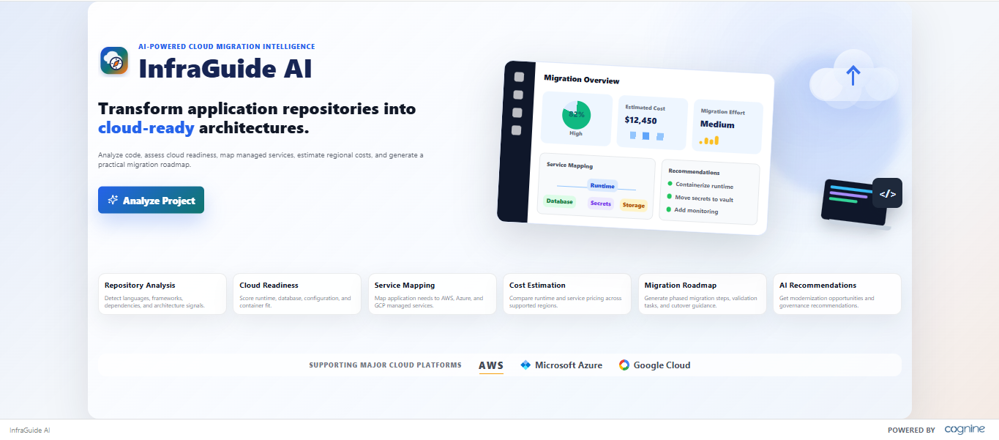 AI-POWERED CLOUD MIGRATION INTELLIGENCE
InfraGuide AI
Transform application repositories into
cloud-ready architectures.
Analyze code, assess cloud readiness, map managed services, estimate regional costs, and generate a
practical migration roadmap.
Analyze Project
Migration Overview
82%
High
Estimated Cost
$12,450
Migration Effort
Medium
Service Mapping
Runtime
Database
Secrets
Storage
Recommendations
Containerize runtime
Move secrets to vault
Add monitoring
</>
Repository Analysis
Detect languages, frameworks,
dependencies, and architecture signals.
Cloud Readiness
Score runtime, database, configuration, and
container fit.
Service Mapping
Map application needs to AWS, Azure, and
GCP managed services.
Cost Estimation
Compare runtime and service pricing across
supported regions.
Migration Roadmap
Generate phased migration steps, validation
tasks, and cutover guidance.
AI Recommendations
Get modernization opportunities and
governance recommendations.
SUPPORTING MAJOR CLOUD PLATFORMS
AWS
Microsoft Azure
Google Cloud
InfraGuide AI
POWERED BY
cognine